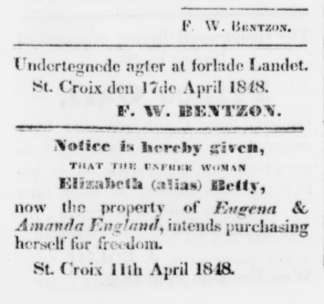 F. W. BENTZON.
Undertegnede agter at forlade Landet.
St. Croix den 17de April 1848.
F. W. BENTZON.
Notice is hereby given,
THAT THE UNFREE WOMAN
Elizabeth (alias) Betty,
now the property of Eugena &
Amanda England, intends purchasing
herself for freedom.
St. Croix 11th April 1848.